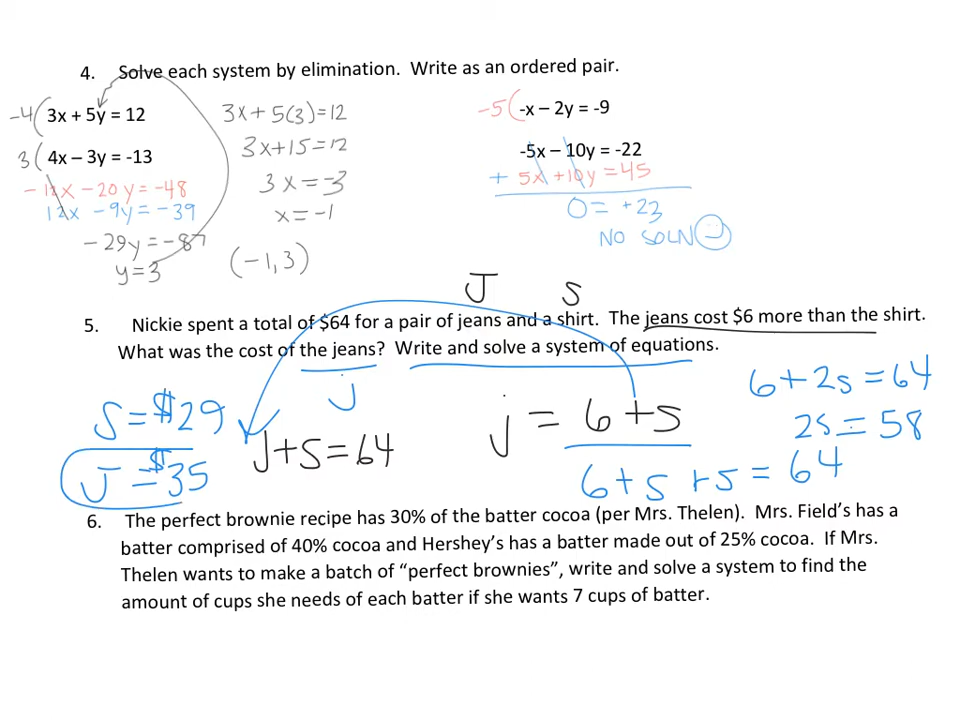 4. Solve each system by elimination. Write as an ordered pair.
-4( 3x + 5y = 12
3( 4x – 3y = -13
-12x - 20y = -48
12x - 9y = -39
-29y = -87
y = 3
3x + 5(3) = 12
3x + 15 = 12
3x = -3
x = -1
(-1, 3)
-5( -x – 2y = -9
-5x – 10y = -22
+ 5x + 10y = 45
0 = +23
NO SOLN
J S
5. Nickie spent a total of $64 for a pair of jeans and a shirt. The jeans cost $6 more than the shirt.
What was the cost of the jeans? Write and solve a system of equations.
j
S = $29
J = $35
J + S = 64
j = 6 + s
6 + s + s = 64
6 + 2s = 64
2s = 58
6. The perfect brownie recipe has 30% of the batter cocoa (per Mrs. Thelen). Mrs. Field’s has a
batter comprised of 40% cocoa and Hershey’s has a batter made out of 25% cocoa. If Mrs.
Thelen wants to make a batch of “perfect brownies”, write and solve a system to find the
amount of cups she needs of each batter if she wants 7 cups of batter.